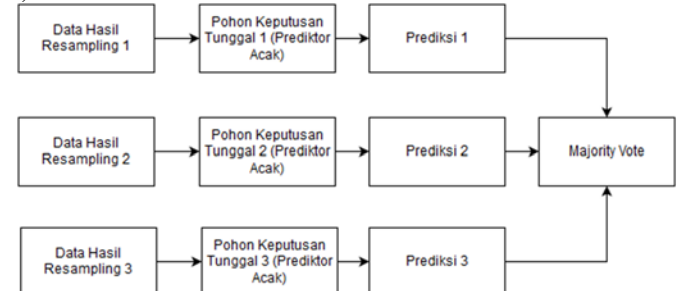 Data Hasil
Resampling 1
Pohon Keputusan
Tunggal 1 (Prediktor
Acak)
Prediksi 1
Data Hasil
Resampling 2
Pohon Keputusan
Tunggal 2 (Prediktor
Acak)
Prediksi 2
Majority Vote
Data Hasil
Resampling 3
Pohon Keputusan
Tunggal 3 (Prediktor
Acak)
Prediksi 3